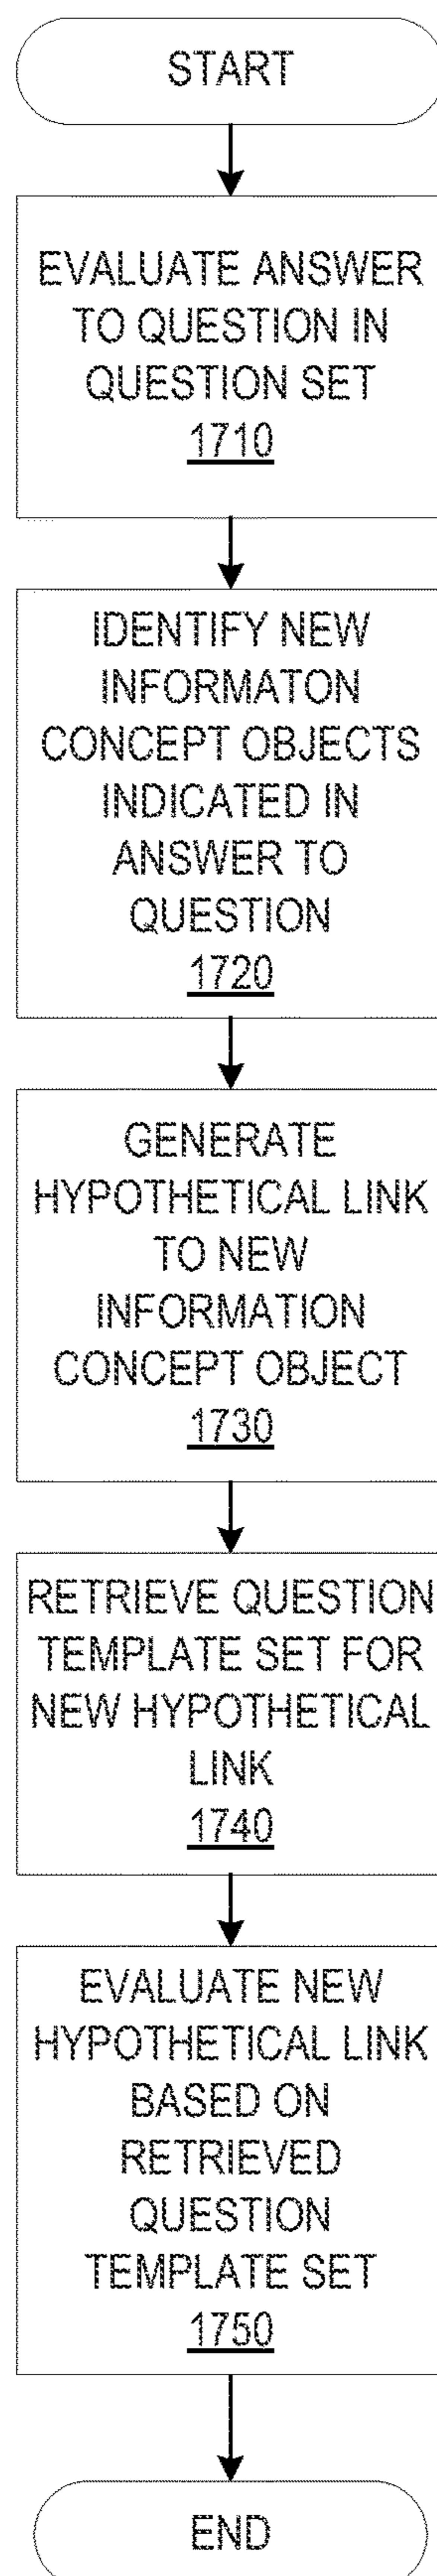 START
EVALUATE ANSWER
TO QUESTION IN
QUESTION SET
1710
IDENTIFY NEW
INFORMATON
CONCEPT OBJECTS
INDICATED IN
ANSWER TO
QUESTION
1720
GENERATE
HYPOTHETICAL LINK
TO NEW
INFORMATION
CONCEPT OBJECT
1730
RETRIEVE QUESTION
TEMPLATE SET FOR
NEW HYPOTHETICAL
LINK
1740
EVALUATE NEW
HYPOTHETICAL LINK
BASED ON
RETRIEVED
QUESTION
TEMPLATE SET
1750
END